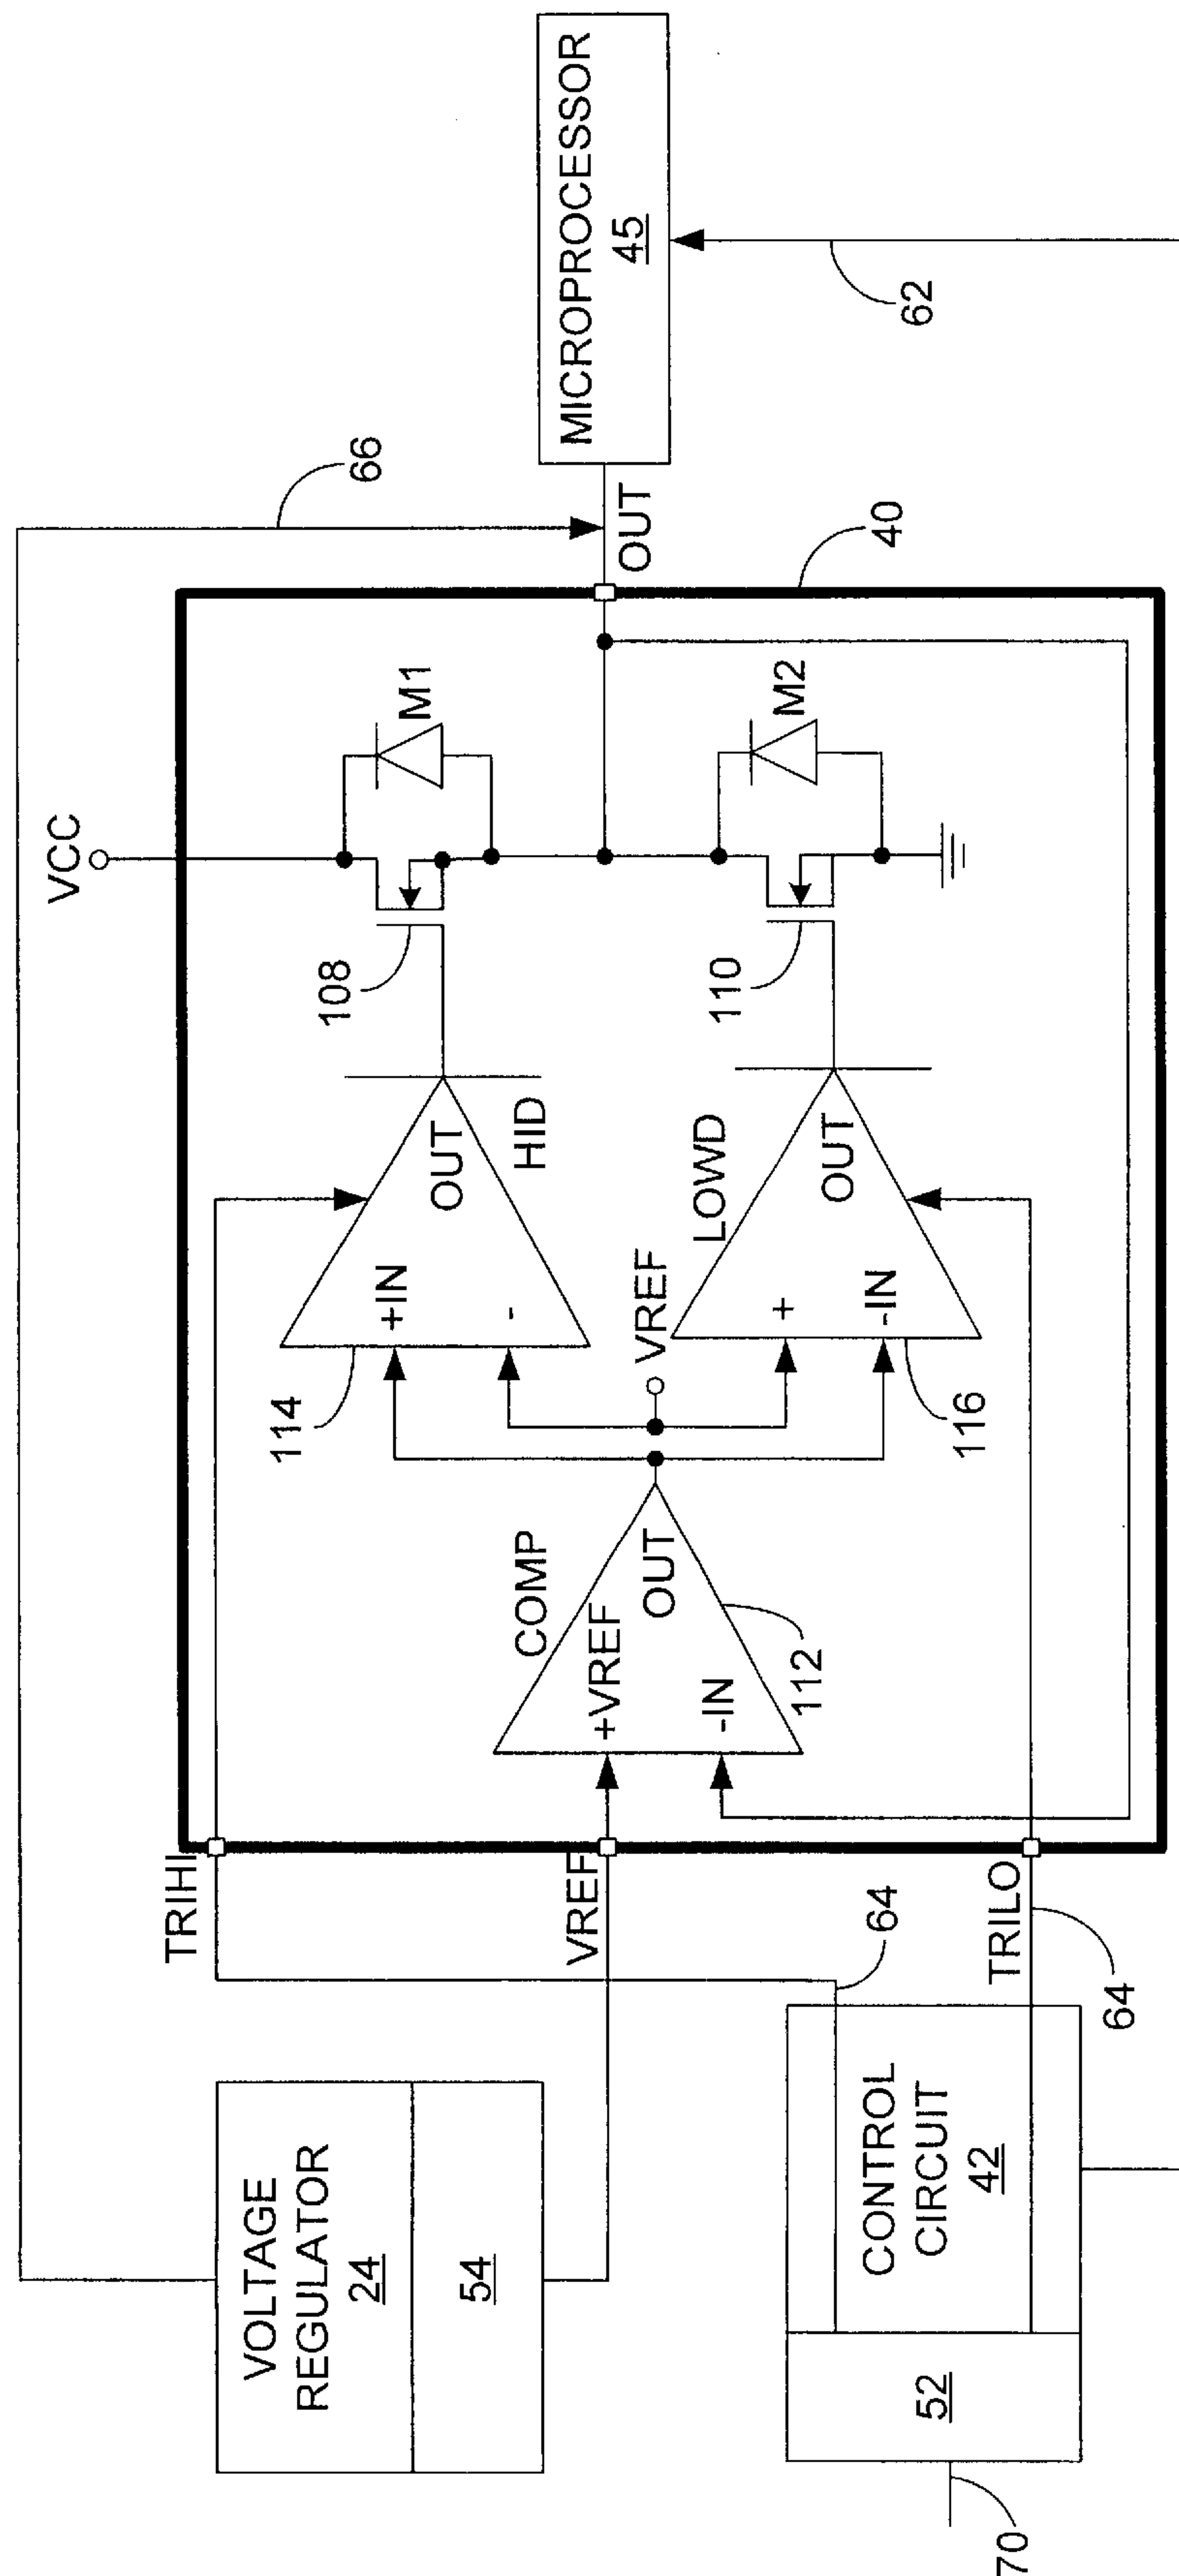 VCC
66
MICROPROCESSOR
45
62
OUT
40
M1
M2
108
110
TRIHI
114
+IN
-
OUT
HID
VREF
LOWD
+
-IN
OUT
116
COMP
+VREF
-IN
OUT
112
VREF
TRILO
64
64
VOLTAGE
REGULATOR
24
54
CONTROL
CIRCUIT
42
52
70